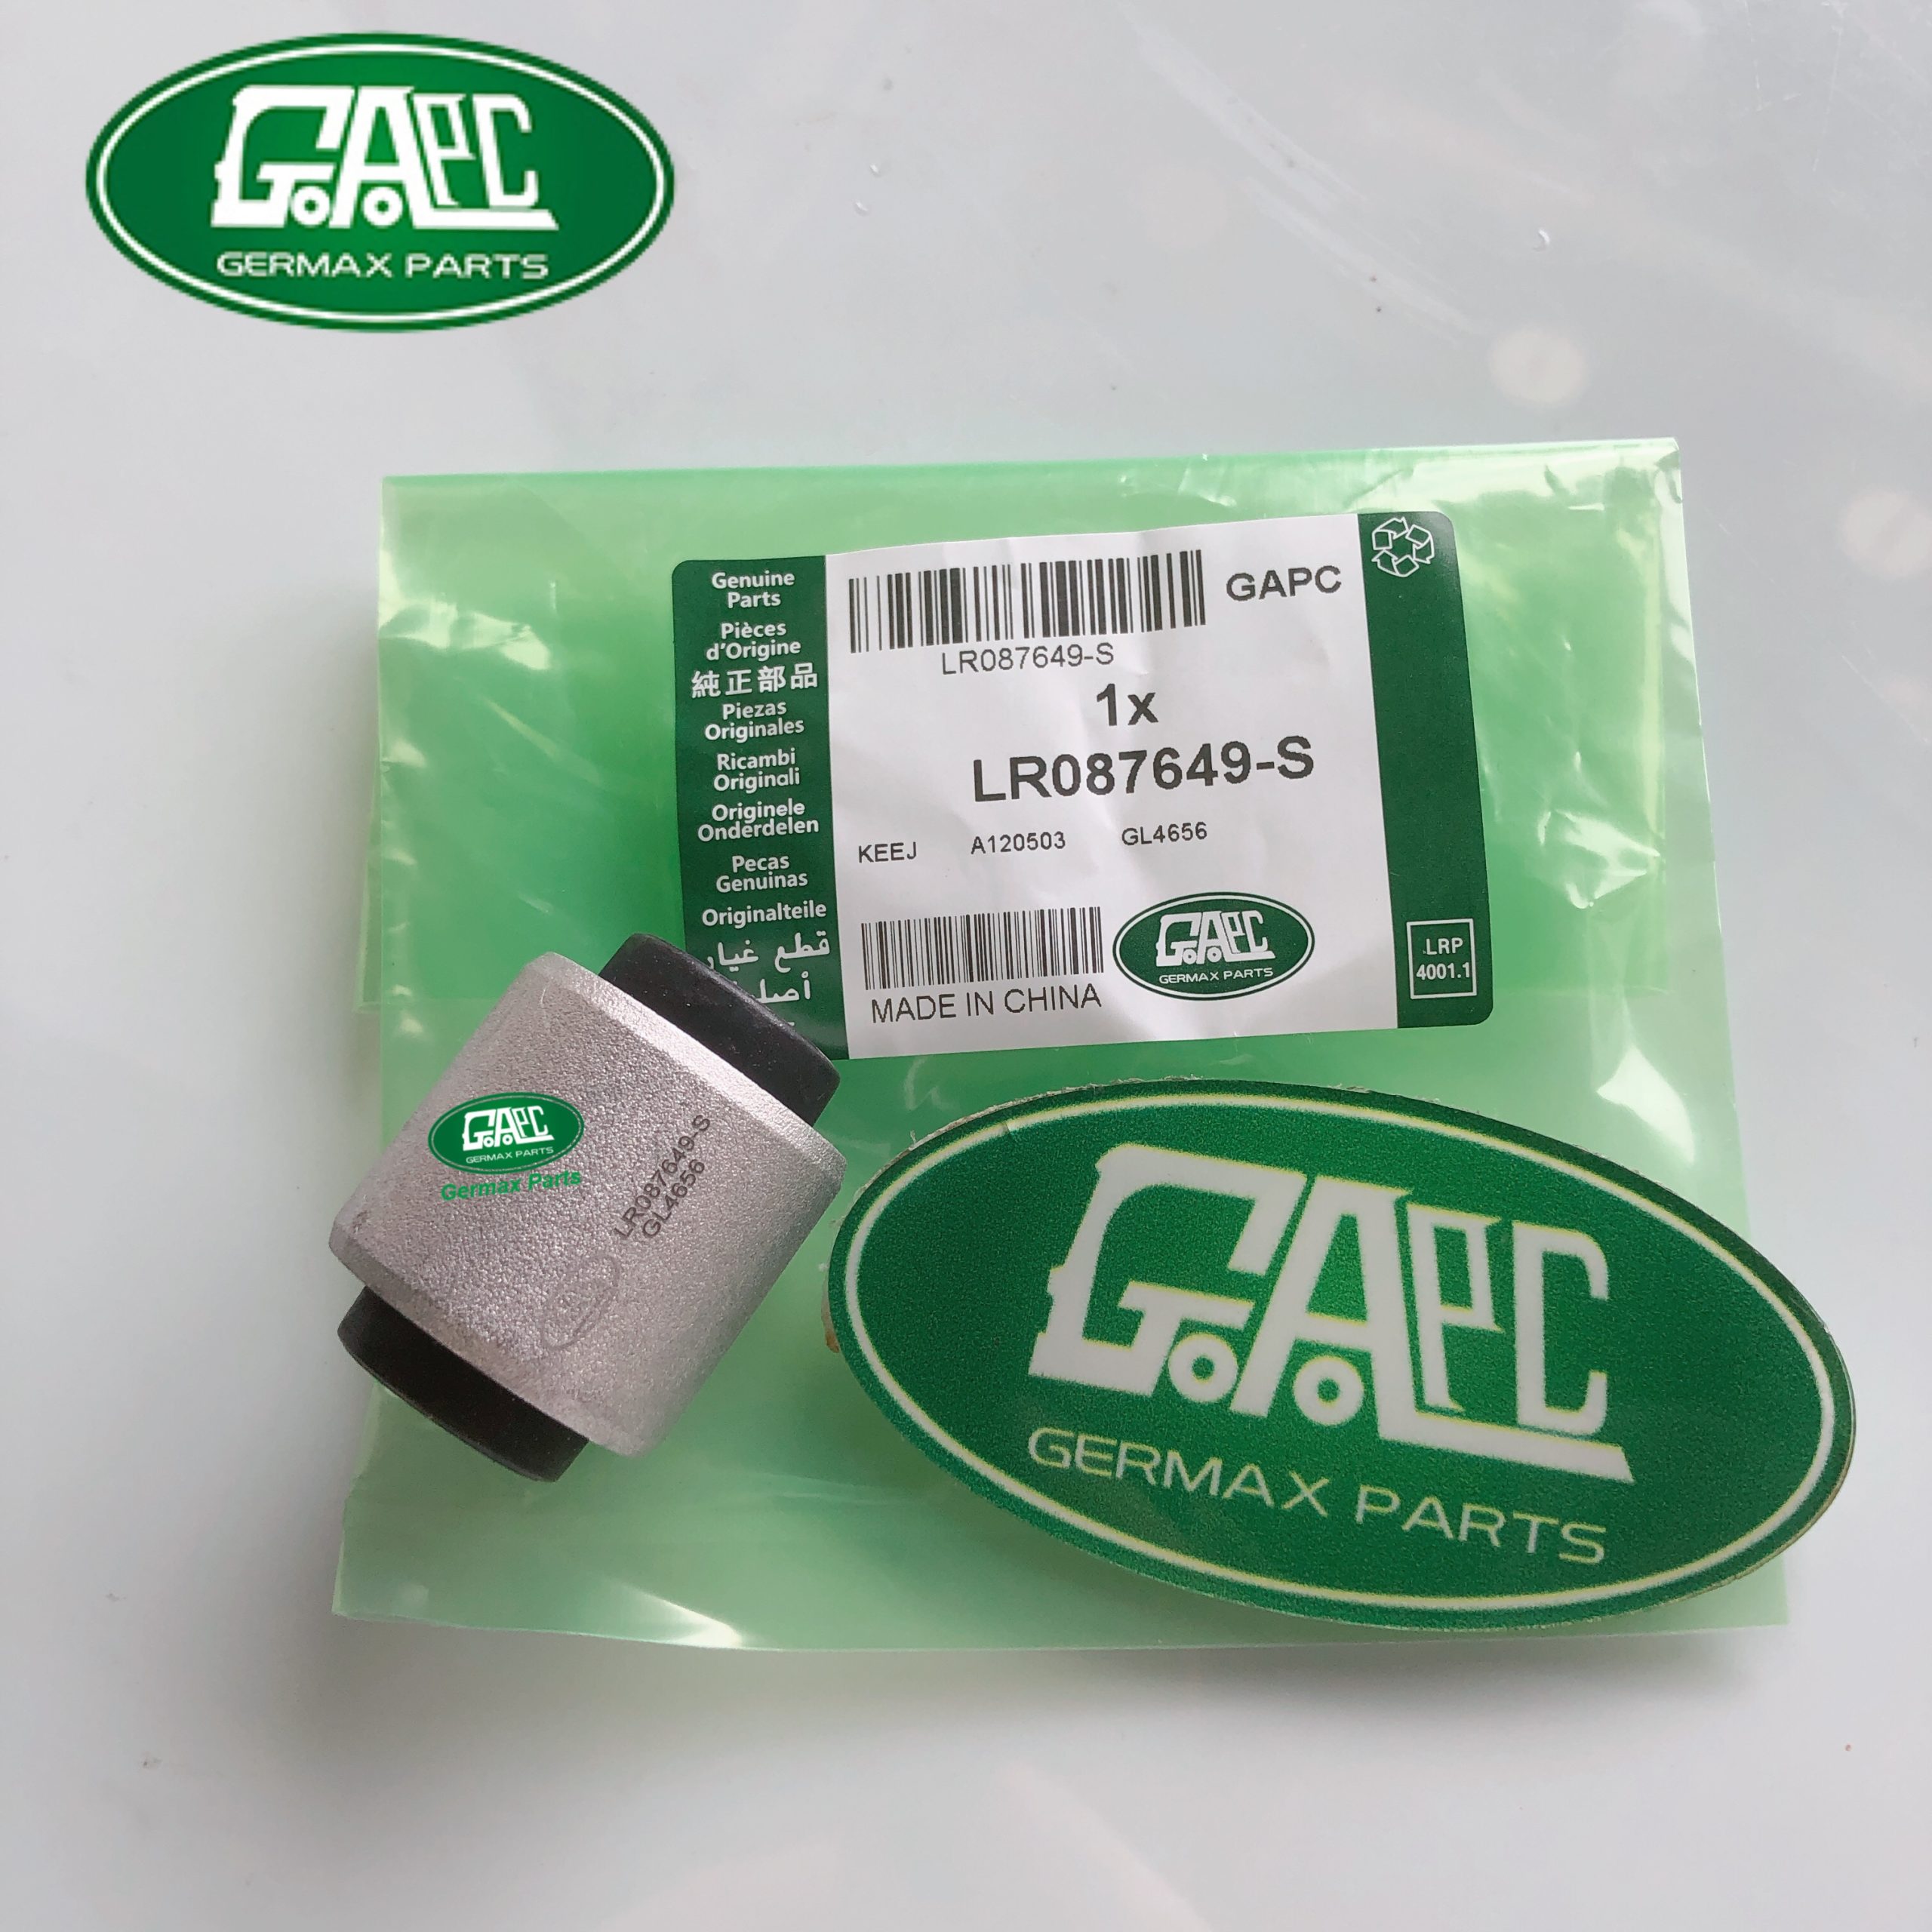 GAPC
GERMAX PARTS
Genuine
Parts
Pièces
d'Origine
純正部品
Piezas
Originales
Ricambi
Originali
Originele
Onderdelen
Pecas
Genuinas
Originalteile
قطع غيار
LR087649-S
GAPC
1x
LR087649-S
KEEJ A120503 GL4656
MADE IN CHINA
GAPC
GERMAX PARTS
LRP
4001.1
GAPC
GERMAX PARTS
Germax Parts
LR087649-S
GL4656
GAPC
GERMAX PARTS